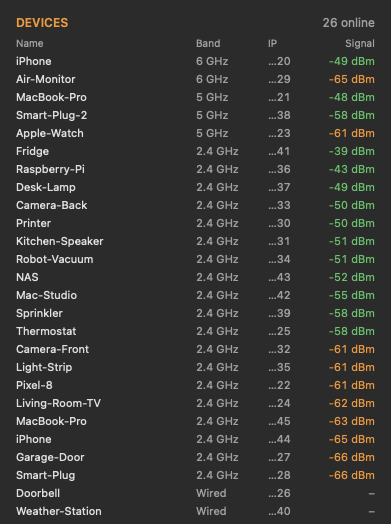 DEVICES 26 online
Name Band IP Signal
iPhone 6 GHz ...20 -49 dBm
Air-Monitor 6 GHz ...29 -65 dBm
MacBook-Pro 5 GHz ...21 -48 dBm
Smart-Plug-2 5 GHz ...38 -58 dBm
Apple-Watch 5 GHz ...23 -61 dBm
Fridge 2.4 GHz ...41 -39 dBm
Raspberry-Pi 2.4 GHz ...36 -43 dBm
Desk-Lamp 2.4 GHz ...37 -49 dBm
Camera-Back 2.4 GHz ...33 -50 dBm
Printer 2.4 GHz ...30 -50 dBm
Kitchen-Speaker 2.4 GHz ...31 -51 dBm
Robot-Vacuum 2.4 GHz ...34 -51 dBm
NAS 2.4 GHz ...43 -52 dBm
Mac-Studio 2.4 GHz ...42 -55 dBm
Sprinkler 2.4 GHz ...39 -58 dBm
Thermostat 2.4 GHz ...25 -58 dBm
Camera-Front 2.4 GHz ...32 -61 dBm
Light-Strip 2.4 GHz ...35 -61 dBm
Pixel-8 2.4 GHz ...22 -61 dBm
Living-Room-TV 2.4 GHz ...24 -62 dBm
MacBook-Pro 2.4 GHz ...45 -63 dBm
iPhone 2.4 GHz ...44 -65 dBm
Garage-Door 2.4 GHz ...27 -66 dBm
Smart-Plug 2.4 GHz ...28 -66 dBm
Doorbell Wired ...26 –
Weather-Station Wired ...40 –